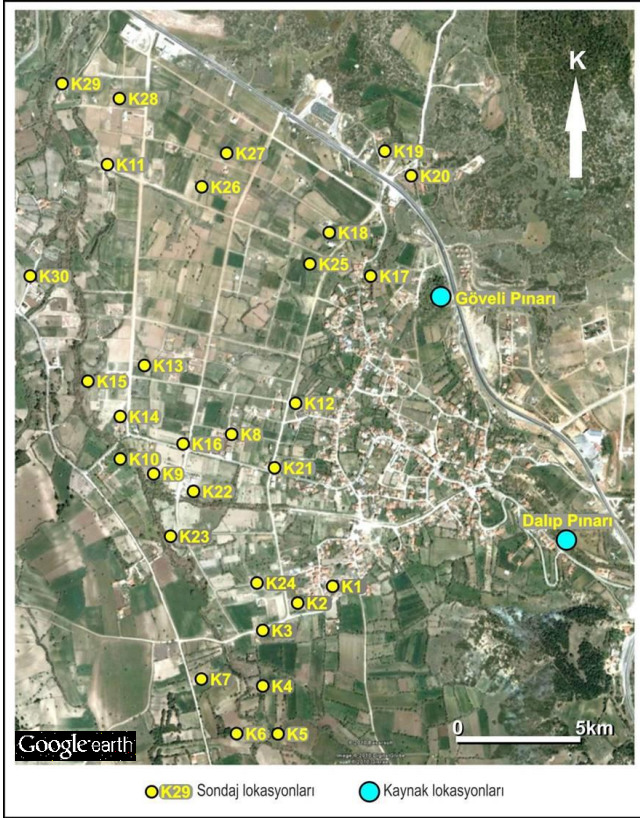 K
K29
K28
K19
K27
K11
K20
K26
K18
K25
K30
K17
Göveli Pınarı
K13
K15
K12
K14
K8
K16
K10
K21
K9
K22
Dalıp Pınarı
K23
K24
K1
K2
K3
K7
K4
K6
K5
0 5km
Google earth
K29 Sondaj lokasyonları
Kaynak lokasyonları